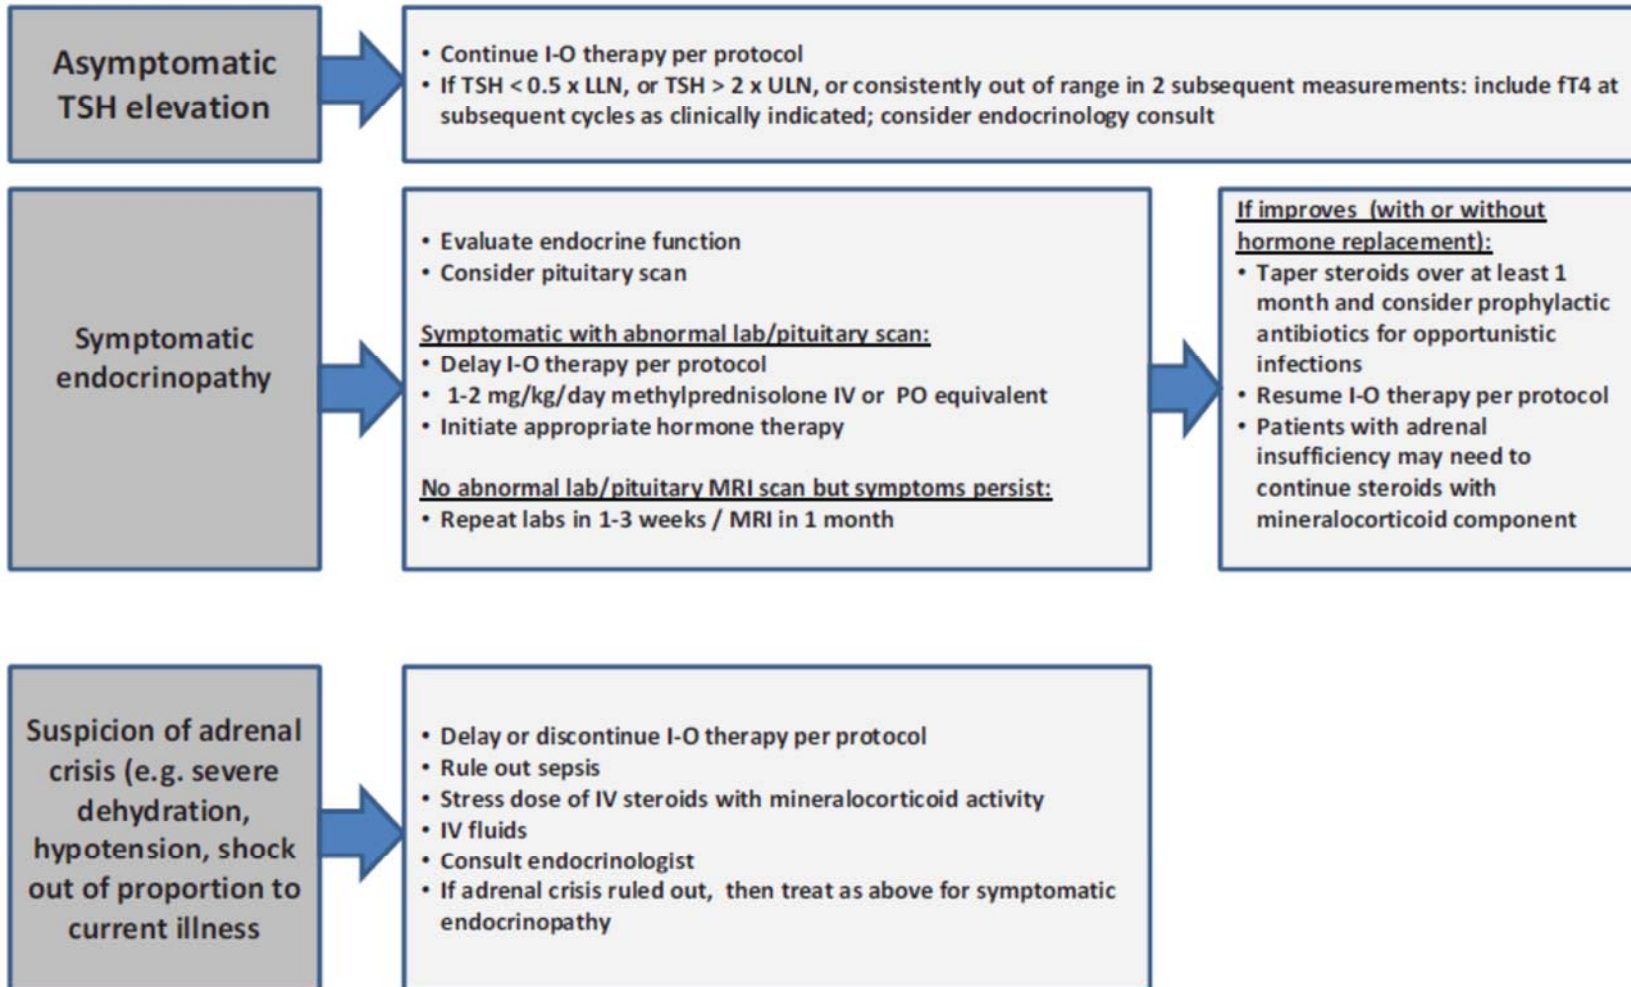 Asymptomatic
TSH elevation
• Continue I-O therapy per protocol
• If TSH < 0.5 x LLN, or TSH > 2 x ULN, or consistently out of range in 2 subsequent measurements: include fT4 at
subsequent cycles as clinically indicated; consider endocrinology consult
Symptomatic
endocrinopathy
• Evaluate endocrine function
• Consider pituitary scan
Symptomatic with abnormal lab/pituitary scan:
• Delay I-O therapy per protocol
• 1-2 mg/kg/day methylprednisolone IV or PO equivalent
• Initiate appropriate hormone therapy
No abnormal lab/pituitary MRI scan but symptoms persist:
• Repeat labs in 1-3 weeks / MRI in 1 month
If improves (with or without
hormone replacement):
• Taper steroids over at least 1
month and consider prophylactic
antibiotics for opportunistic
infections
• Resume I-O therapy per protocol
• Patients with adrenal
insufficiency may need to
continue steroids with
mineralocorticoid component
Suspicion of adrenal
crisis (e.g. severe
dehydration,
hypotension, shock
out of proportion to
current illness
• Delay or discontinue I-O therapy per protocol
• Rule out sepsis
• Stress dose of IV steroids with mineralocorticoid activity
• IV fluids
• Consult endocrinologist
• If adrenal crisis ruled out, then treat as above for symptomatic
endocrinopathy